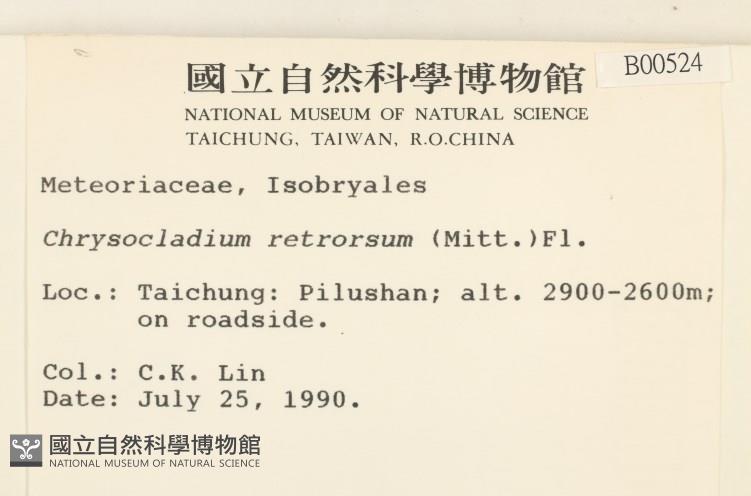 國立自然科學博物館
B00524
NATIONAL MUSEUM OF NATURAL SCIENCE
TAICHUNG, TAIWAN, R.O.CHINA
Meteoriaceae, Isobryales
Chrysocladium retrorsum (Mitt.)Fl.
Loc.: Taichung: Pilushan; alt. 2900-2600m;
on roadside.
Col.: C.K. Lin
Date: July 25, 1990.
國立自然科學博物館
NATIONAL MUSEUM OF NATURAL SCIENCE